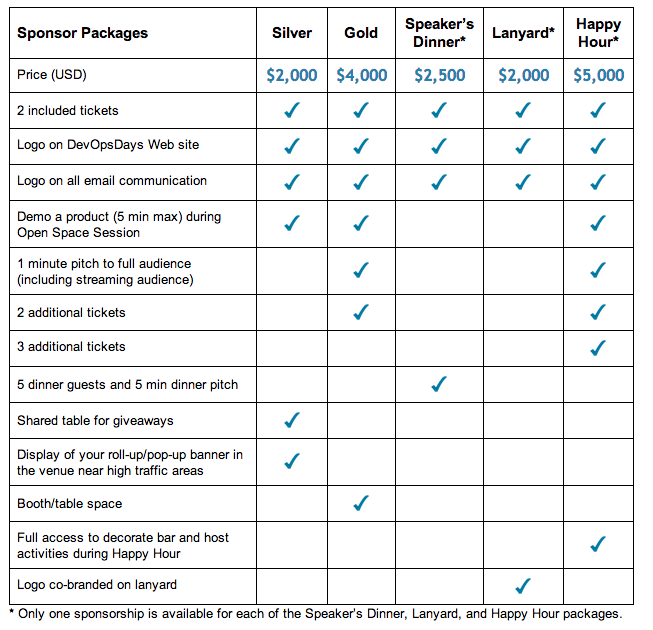 Sponsor Packages Silver Gold Speaker's Dinner* Lanyard* Happy Hour*
Price (USD) $2,000 $4,000 $2,500 $2,000 $5,000
2 included tickets ✓ ✓ ✓ ✓ ✓
Logo on DevOpsDays Web site ✓ ✓ ✓ ✓ ✓
Logo on all email communication ✓ ✓ ✓ ✓ ✓
Demo a product (5 min max) during
Open Space Session ✓ ✓ ✓
1 minute pitch to full audience
(including streaming audience) ✓ ✓
2 additional tickets ✓ ✓
3 additional tickets ✓
5 dinner guests and 5 min dinner pitch ✓
Shared table for giveaways ✓
Display of your roll-up/pop-up banner in
the venue near high traffic areas ✓
Booth/table space ✓
Full access to decorate bar and host
activities during Happy Hour ✓
Logo co-branded on lanyard ✓
* Only one sponsorship is available for each of the Speaker's Dinner, Lanyard, and Happy Hour packages.